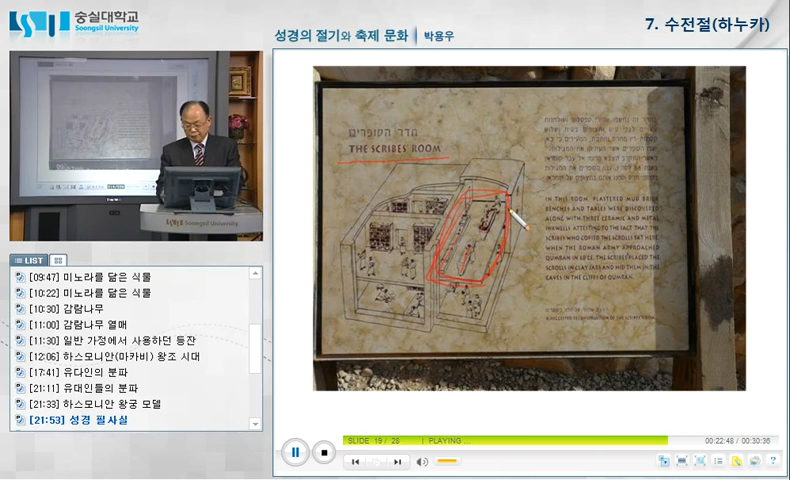 숭실대학교
Soongsil University
성경의 절기와 축제 문화 박용우
7. 수전절(하누카)
Soongsil University
LIST
[09:47] 미노라를 닮은 식물
[10:22] 미노라를 닮은 식물
[10:30] 감람나무
[11:00] 감람나무 열매
[11:30] 일반 가정에서 사용하던 등잔
[12:06] 하스모니안(마카비) 왕조 시대
[17:41] 유다인의 분파
[21:11] 유대인들의 분파
[21:33] 하스모니안 왕궁 모델
[21:53] 성경 필사실
חדר הסופרים
THE SCRIBES' ROOM
IN THIS ROOM PLASTERED MUD BRICK
BENCHES AND TABLES WERE DISCOVERED
ALONG WITH THREE CERAMIC AND METAL
INKWELLS ATTESTING TO THE FACT THAT THE
SCRIBES WHO COPIED THE SCROLLS SAT HERE
WHEN THE ROMAN ARMY APPROACHED
QUMRAN IN 68 CE. THE SCRIBES PLACED THE
SCROLLS IN CLAY JARS AND HID THEM IN THE
CAVES IN THE CLIFFS OF QUMRAN.
SLIDE 19 / 28 | PLAYING ...
00:22:48 / 00:30:36